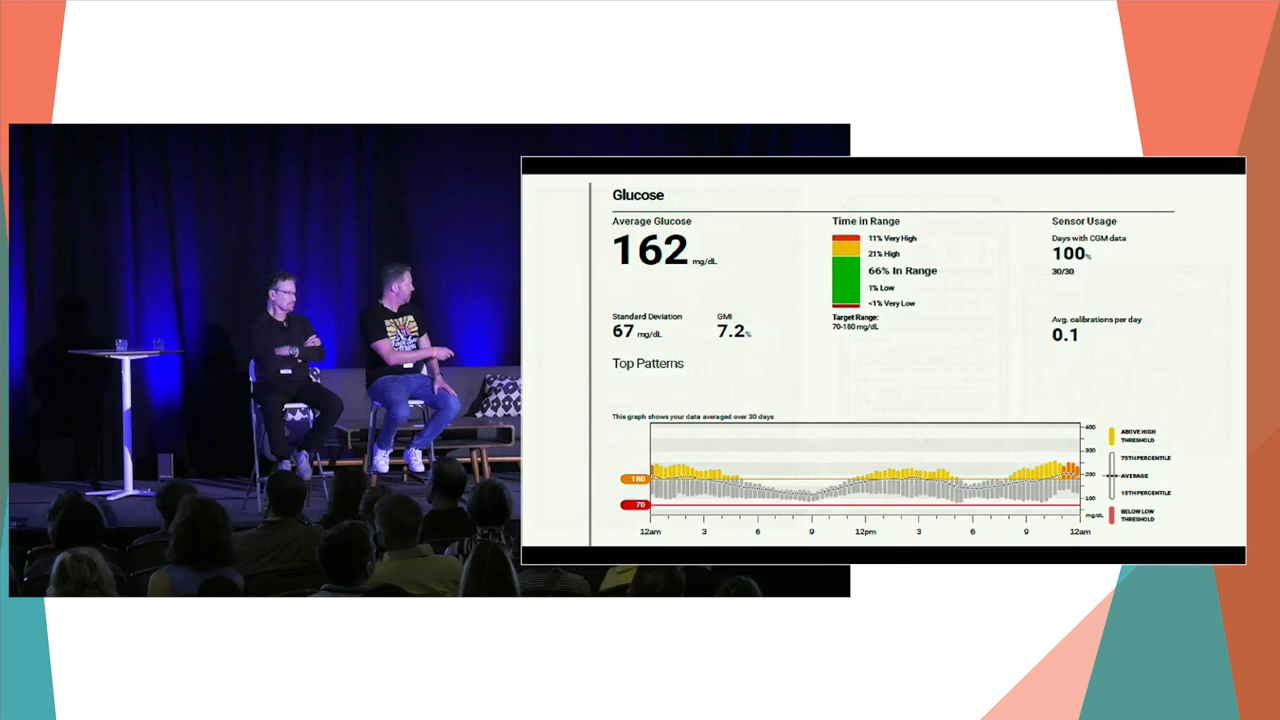 Glucose
Average Glucose
162 mg/dL
Standard Deviation
67 mg/dL
GMI
7.2%
Time in Range
11% Very High
21% High
66% In Range
1% Low
<1% Very Low
Target Range:
70-180 mg/dL
Sensor Usage
Days with CGM data
100%
30/30
Avg. calibrations per day
0.1
Top Patterns
This graph shows your data averaged over 30 days
400
300
200
100
mg/dL
180
70
12am 3 6 9 12pm 3 6 9 12am
ABOVE HIGH
THRESHOLD
75TH PERCENTILE
AVERAGE
15TH PERCENTILE
BELOW LOW
THRESHOLD